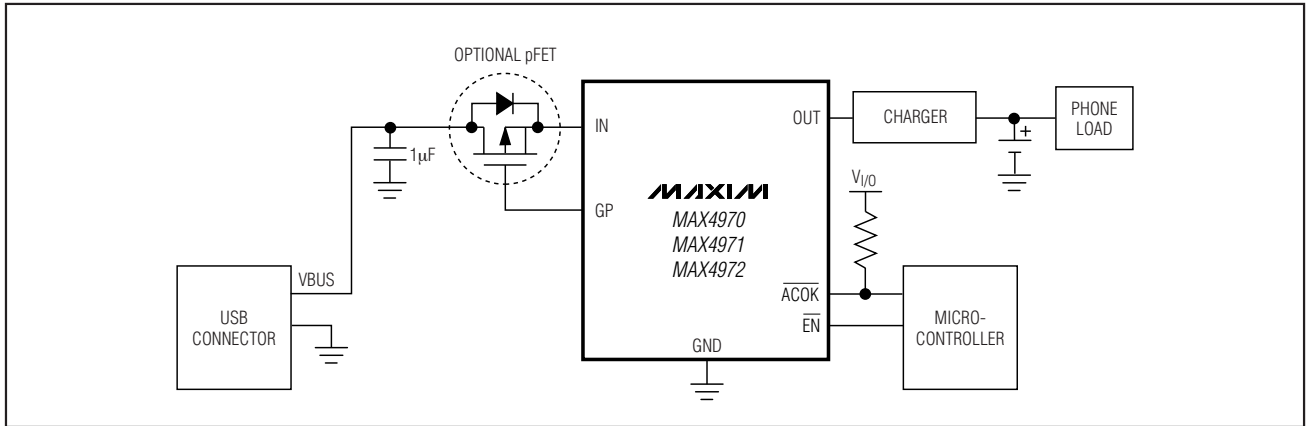 OPTIONAL pFET
IN
OUT
CHARGER
PHONE
LOAD
+
1μF
GP
MAXIM
MAX4970
MAX4971
MAX4972
VI/O
VBUS
USB
CONNECTOR
ACOK
EN
MICRO-
CONTROLLER
GND